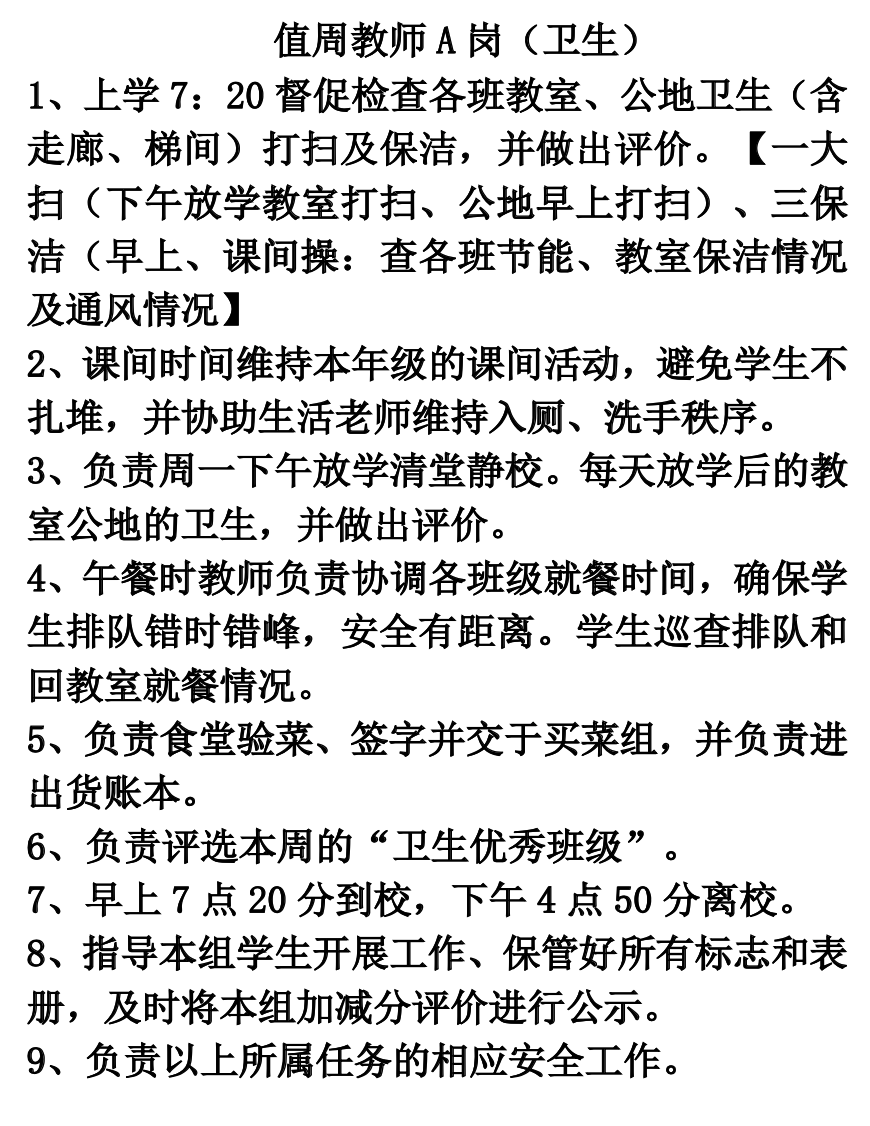 值周教师 A 岗（卫生）
1、上学 7：20 督促检查各班教室、公地卫生（含
走廊、梯间）打扫及保洁，并做出评价。【一大
扫（下午放学教室打扫、公地早上打扫）、三保
洁（早上、课间操：查各班节能、教室保洁情况
及通风情况】
2、课间时间维持本年级的课间活动，避免学生不
扎堆，并协助生活老师维持入厕、洗手秩序。
3、负责周一下午放学清堂静校。每天放学后的教
室公地的卫生，并做出评价。
4、午餐时教师负责协调各班级就餐时间，确保学
生排队错时错峰，安全有距离。学生巡查排队和
回教室就餐情况。
5、负责食堂验菜、签字并交于买菜组，并负责进
出货账本。
6、负责评选本周的“卫生优秀班级”。
7、早上 7 点 20 分到校，下午 4 点 50 分离校。
8、指导本组学生开展工作、保管好所有标志和表
册，及时将本组加减分评价进行公示。
9、负责以上所属任务的相应安全工作。